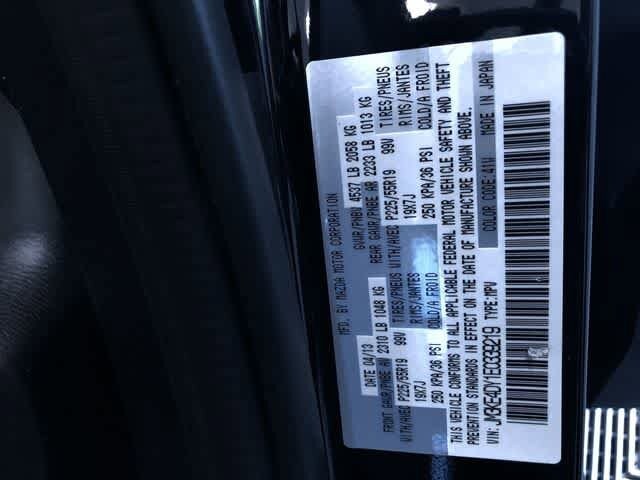 MFD. BY MAZDA MOTOR CORPORATION
DATE 04/13 GVWR/PNBV 4537 LB 2058 KG
FRONT GAWR/PNBE AV 2310 LB 1048 KG REAR GAWR/PNBE AR 2233 LB 1013 KG
WITH/AVEC P225/55R19 99V TIRES/PNEUS WITH/AVEC P225/55R19 99V TIRES/PNEUS
19X7J RIMS/JANTES 19X7J RIMS/JANTES
250 KPA/36 PSI COLD/A FROID 250 KPA/36 PSI COLD/A FROID
THIS VEHICLE CONFORMS TO ALL APPLICABLE FEDERAL MOTOR VEHICLE SAFETY AND THEFT
PREVENTION STANDARDS IN EFFECT ON THE DATE OF MANUFACTURE SHOWN ABOVE.
COLOR CODE:41W MADE IN JAPAN
JM3KE4DY1E0339219 TYPE:MPV